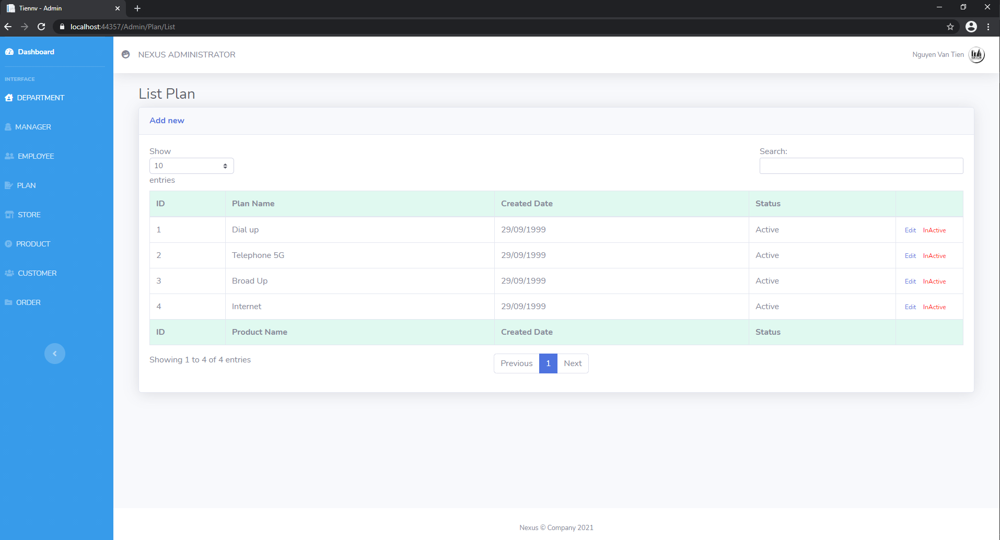 Tiennv - Admin
localhost:44357/Admin/Plan/List
Dashboard
NEXUS ADMINISTRATOR
Nguyen Van Tien
INTERFACE
DEPARTMENT
MANAGER
EMPLOYEE
PLAN
STORE
PRODUCT
CUSTOMER
ORDER
List Plan
Add new
Show
10
entries
Search:
ID Plan Name Created Date Status
1 Dial up 29/09/1999 Active Edit InActive
2 Telephone 5G 29/09/1999 Active Edit InActive
3 Broad Up 29/09/1999 Active Edit InActive
4 Internet 29/09/1999 Active Edit InActive
ID Product Name Created Date Status
Showing 1 to 4 of 4 entries
Previous 1 Next
Nexus © Company 2021